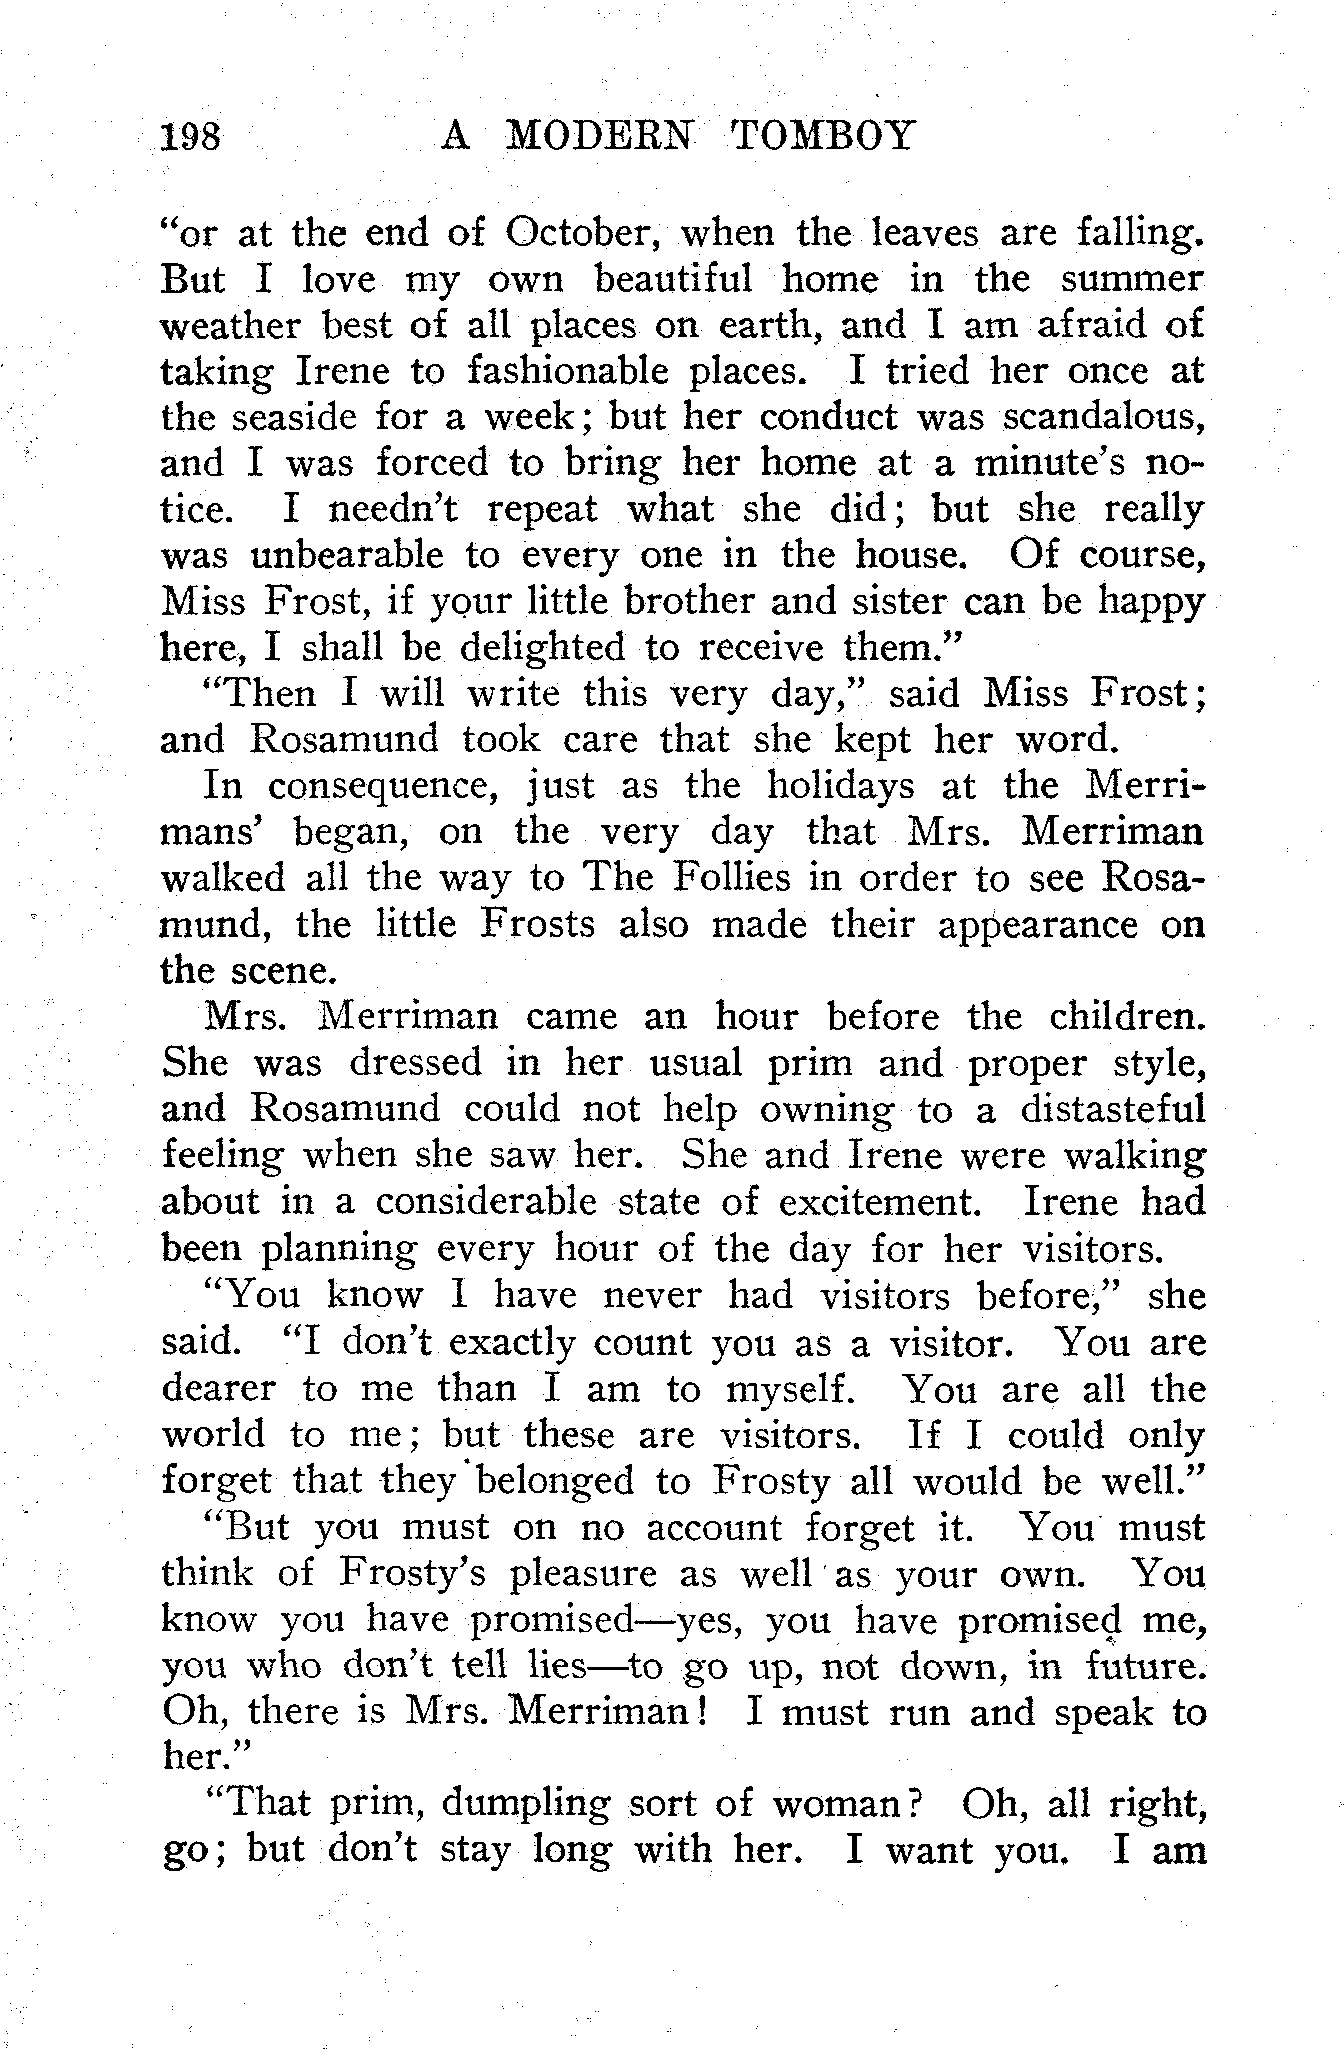 198 A MODERN TOMBOY
“or at the end of October, when the leaves are falling.
But I love my own beautiful home in the summer
weather best of all places on earth, and I am afraid of
taking Irene to fashionable places. I tried her once at
the seaside for a week; but her conduct was scandalous,
and I was forced to bring her home at a minute's no-
tice. I needn't repeat what she did; but she really
was unbearable to every one in the house. Of course,
Miss Frost, if your little brother and sister can be happy
here, I shall be delighted to receive them.”
“Then I will write this very day,” said Miss Frost;
and Rosamund took care that she kept her word.
In consequence, just as the holidays at the Merri-
mans' began, on the very day that Mrs. Merriman
walked all the way to The Follies in order to see Rosa-
mund, the little Frosts also made their appearance on
the scene.
Mrs. Merriman came an hour before the children.
She was dressed in her usual prim and proper style,
and Rosamund could not help owning to a distasteful
feeling when she saw her. She and Irene were walking
about in a considerable state of excitement. Irene had
been planning every hour of the day for her visitors.
“You know I have never had visitors before,” she
said. “I don't exactly count you as a visitor. You are
dearer to me than I am to myself. You are all the
world to me; but these are visitors. If I could only
forget that they belonged to Frosty all would be well.”
“But you must on no account forget it. You must
think of Frosty's pleasure as well as your own. You
know you have promised—yes, you have promised me,
you who don't tell lies—to go up, not down, in future.
Oh, there is Mrs. Merriman! I must run and speak to
her.”
“That prim, dumpling sort of woman? Oh, all right,
go; but don't stay long with her. I want you. I am